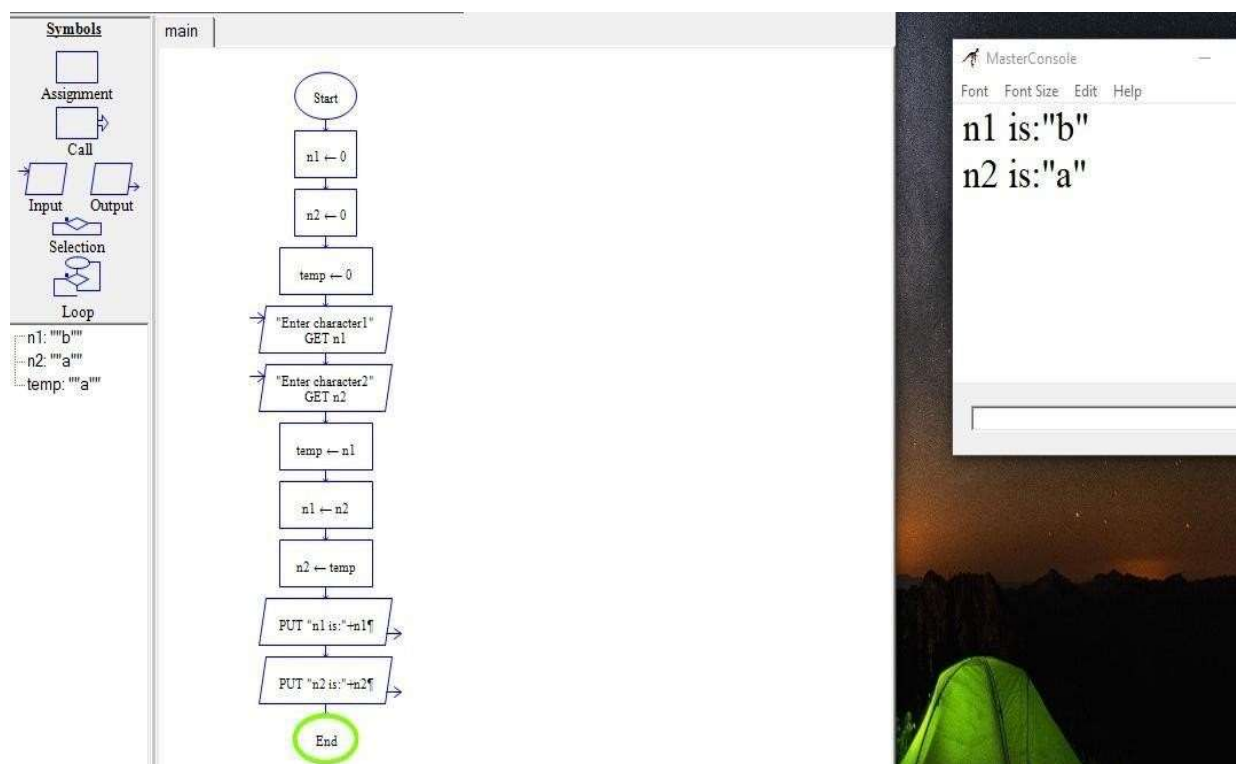 Symbols
Assignment
Call
Input Output
Selection
Loop
n1: ""b""
n2: ""a""
temp: ""a""
main
Start
n1 ← 0
n2 ← 0
temp ← 0
"Enter character1"
GET n1
"Enter character2"
GET n2
temp ← n1
n1 ← n2
n2 ← temp
PUT "n1 is:"+n1¶
PUT "n2 is:"+n2¶
End
MasterConsole
Font Font Size Edit Help
n1 is:"b"
n2 is:"a"